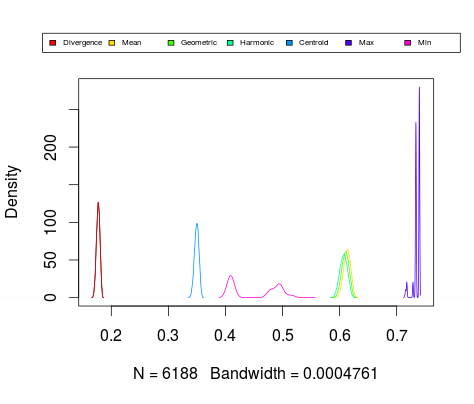 Divergence Mean Geometric Harmonic Centroid Max Min
Density
200
100
50
0
0.2 0.3 0.4 0.5 0.6 0.7
N = 6188 Bandwidth = 0.0004761